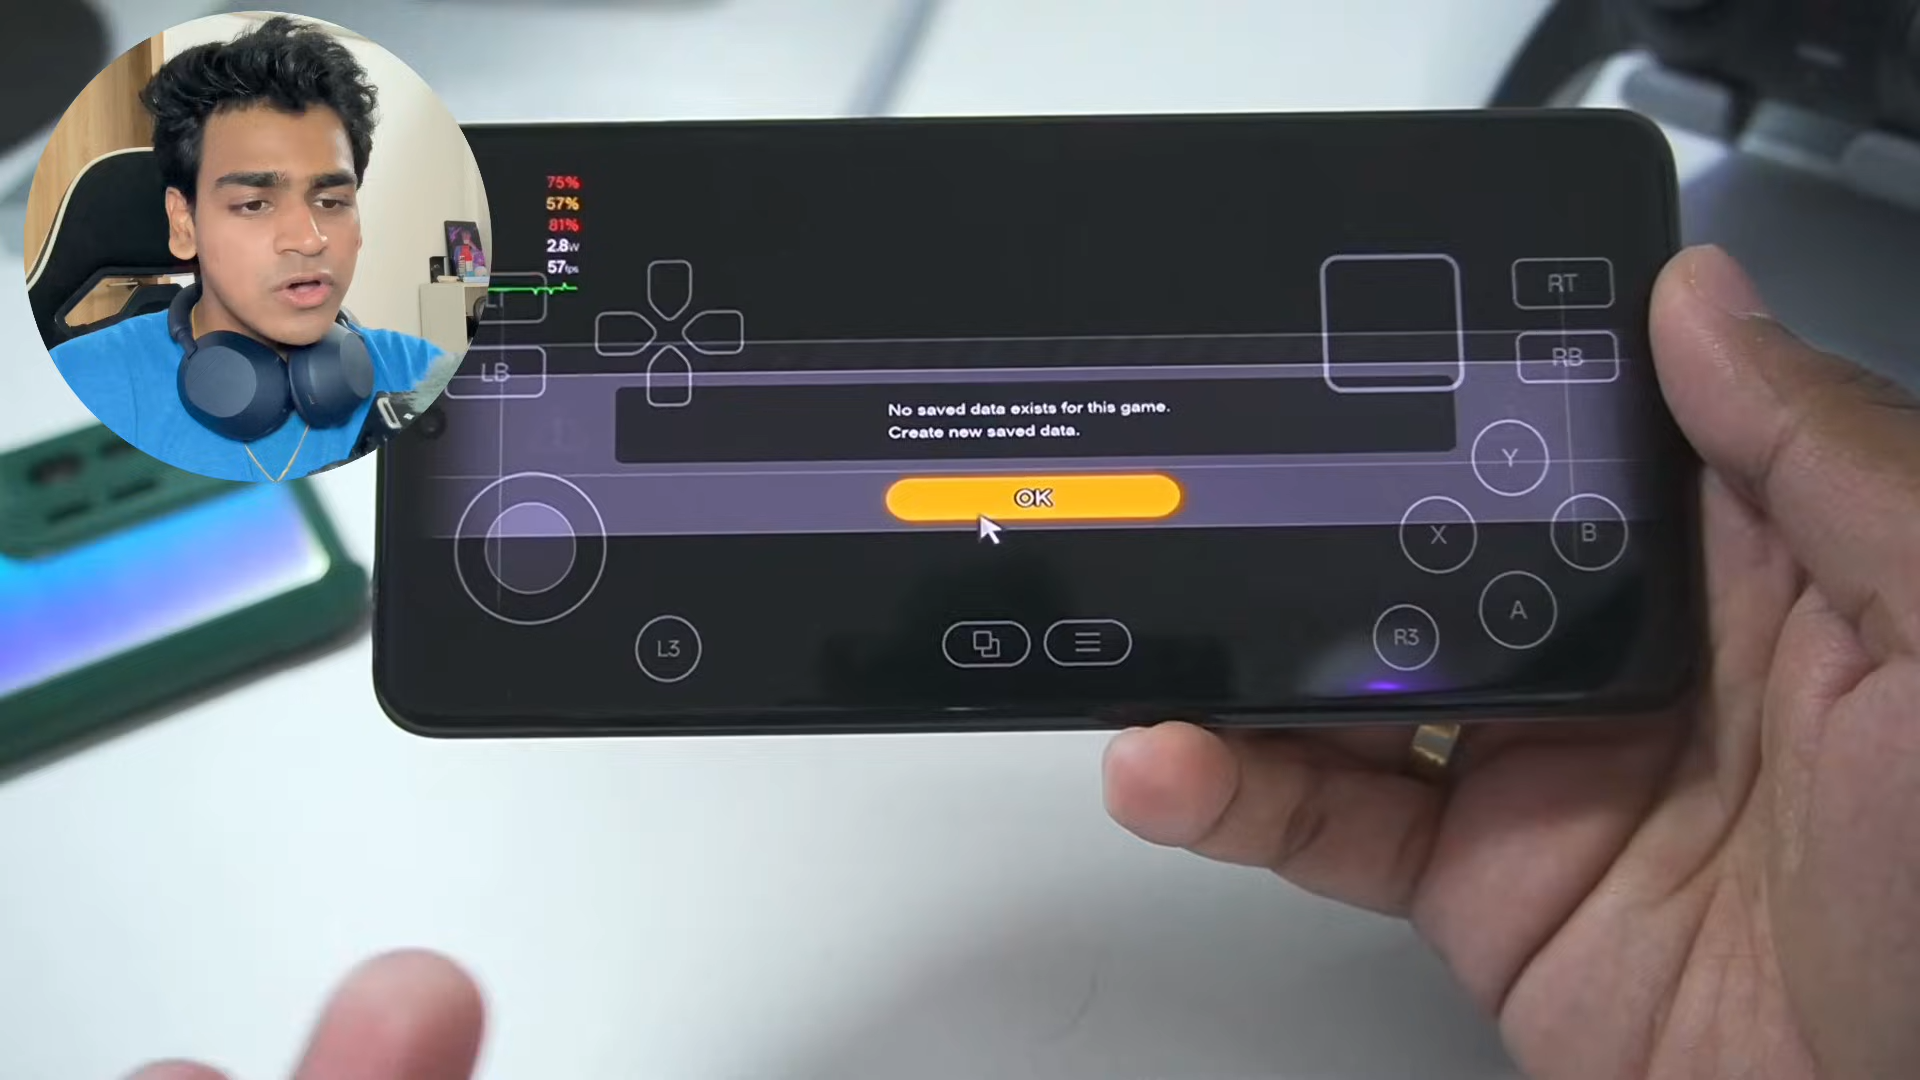 75%
57%
81%
2.8w
57fps
LT
RT
LB
RB
No saved data exists for this game.
Create new saved data.
OK
Y
X
B
A
L3
R3